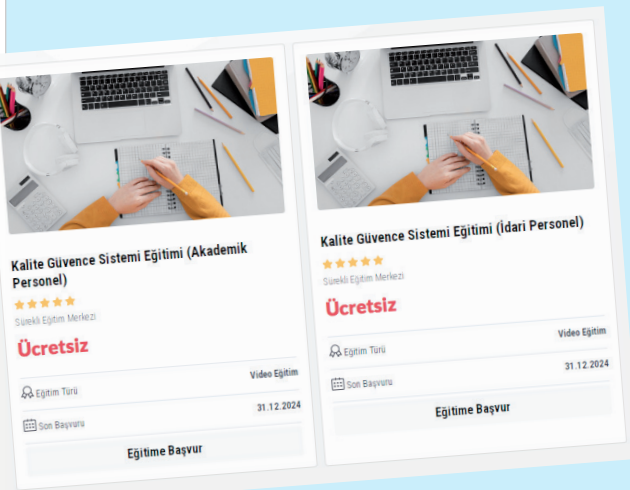 Kalite Güvence Sistemi Eğitimi (Akademik
Personel)
Sürekli Eğitim Merkezi
Ücretsiz
Eğitim Türü
Video Eğitim
Son Başvuru
31.12.2024
Eğitime Başvur
Kalite Güvence Sistemi Eğitimi (İdari Personel)
Sürekli Eğitim Merkezi
Ücretsiz
Eğitim Türü
Video Eğitim
Son Başvuru
31.12.2024
Eğitime Başvur